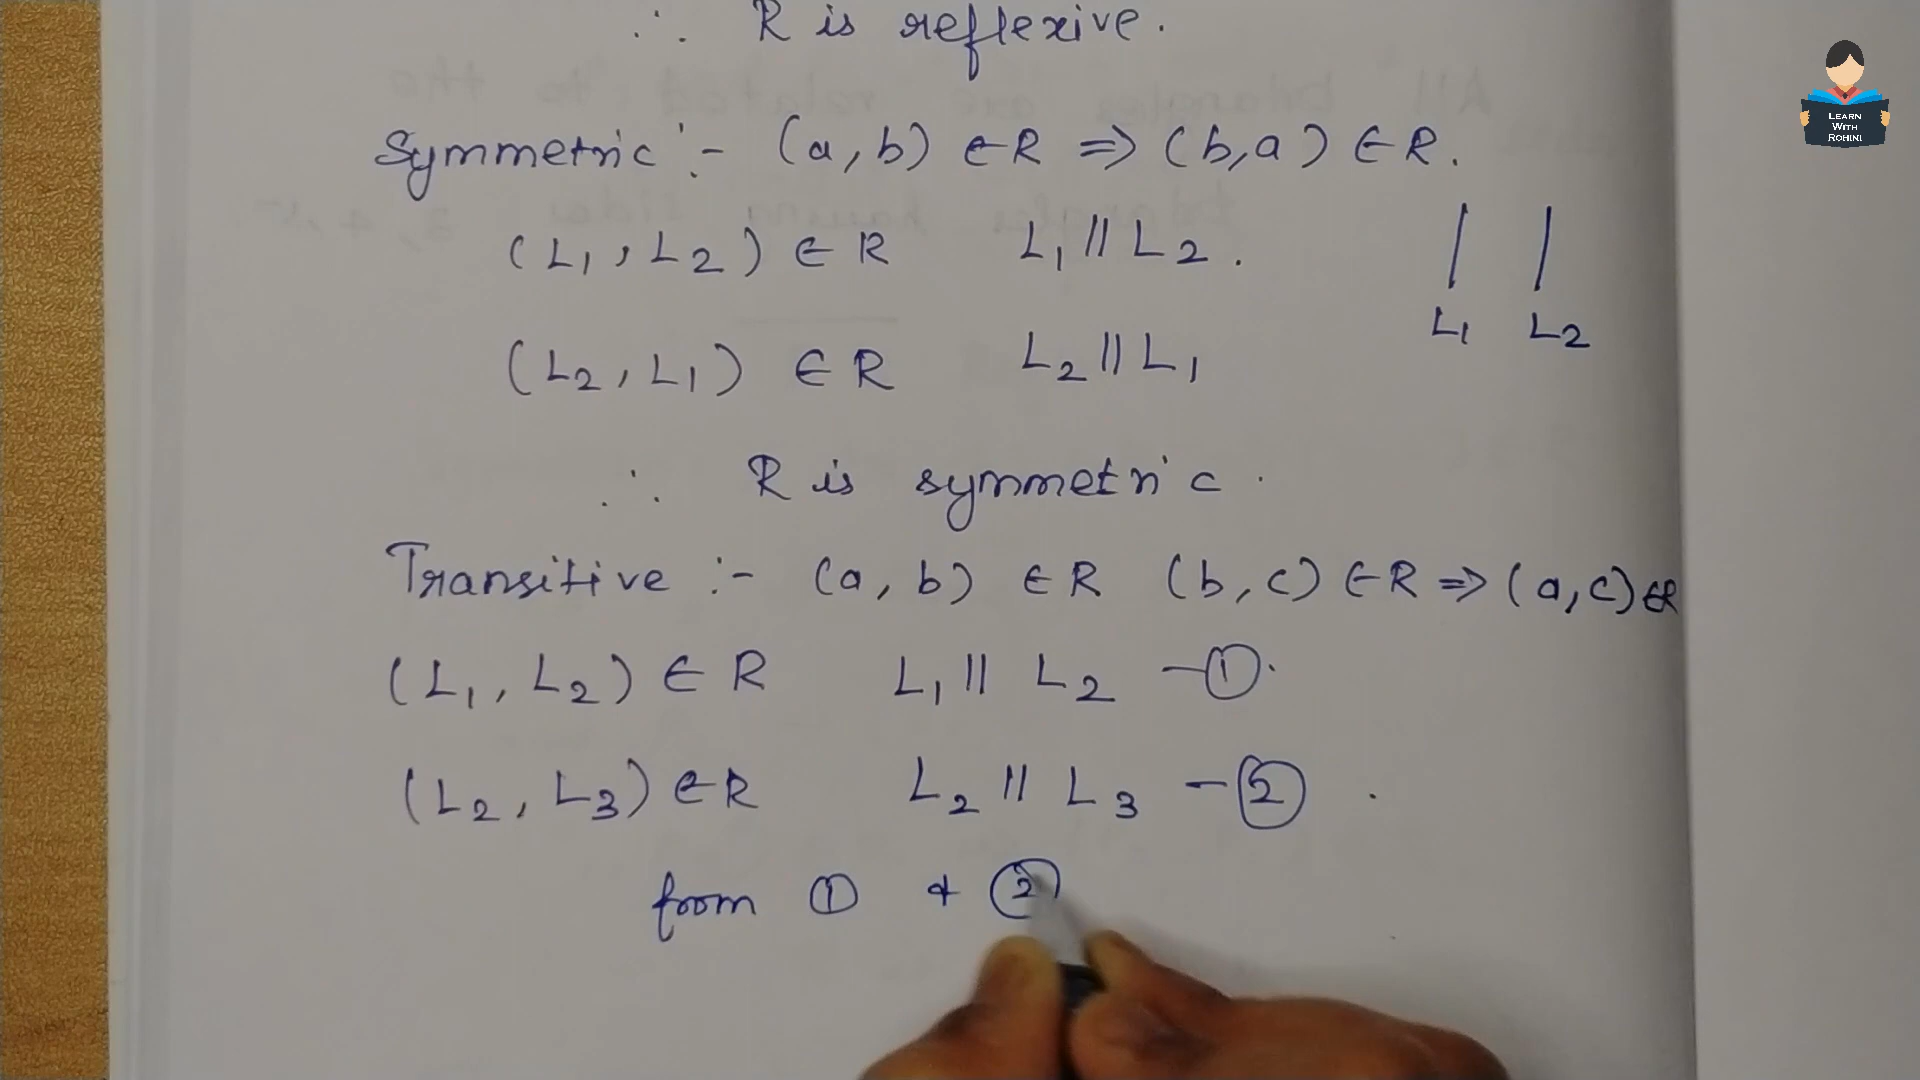 ∴ R is reflexive.
Symmetric :- (a, b) ∈ R ⇒ (b, a) ∈ R.
(L1, L2) ∈ R L1 || L2.
L1 L2
(L2, L1) ∈ R L2 || L1
∴ R is symmetric.
Transitive :- (a, b) ∈ R (b, c) ∈ R ⇒ (a, c) ∈ R
(L1, L2) ∈ R L1 || L2 - ①.
(L2, L3) ∈ R L2 || L3 - ② .
from ① & ②
LEARN
WITH
ROHINI